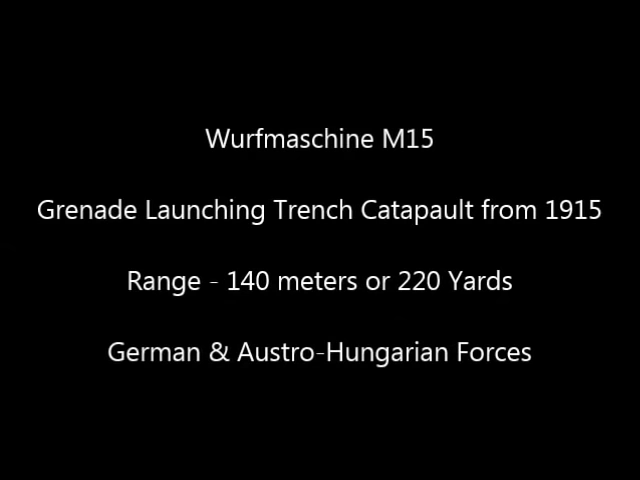 Wurfmaschine M15
Grenade Launching Trench Catapault from 1915
Range - 140 meters or 220 Yards
German & Austro-Hungarian Forces